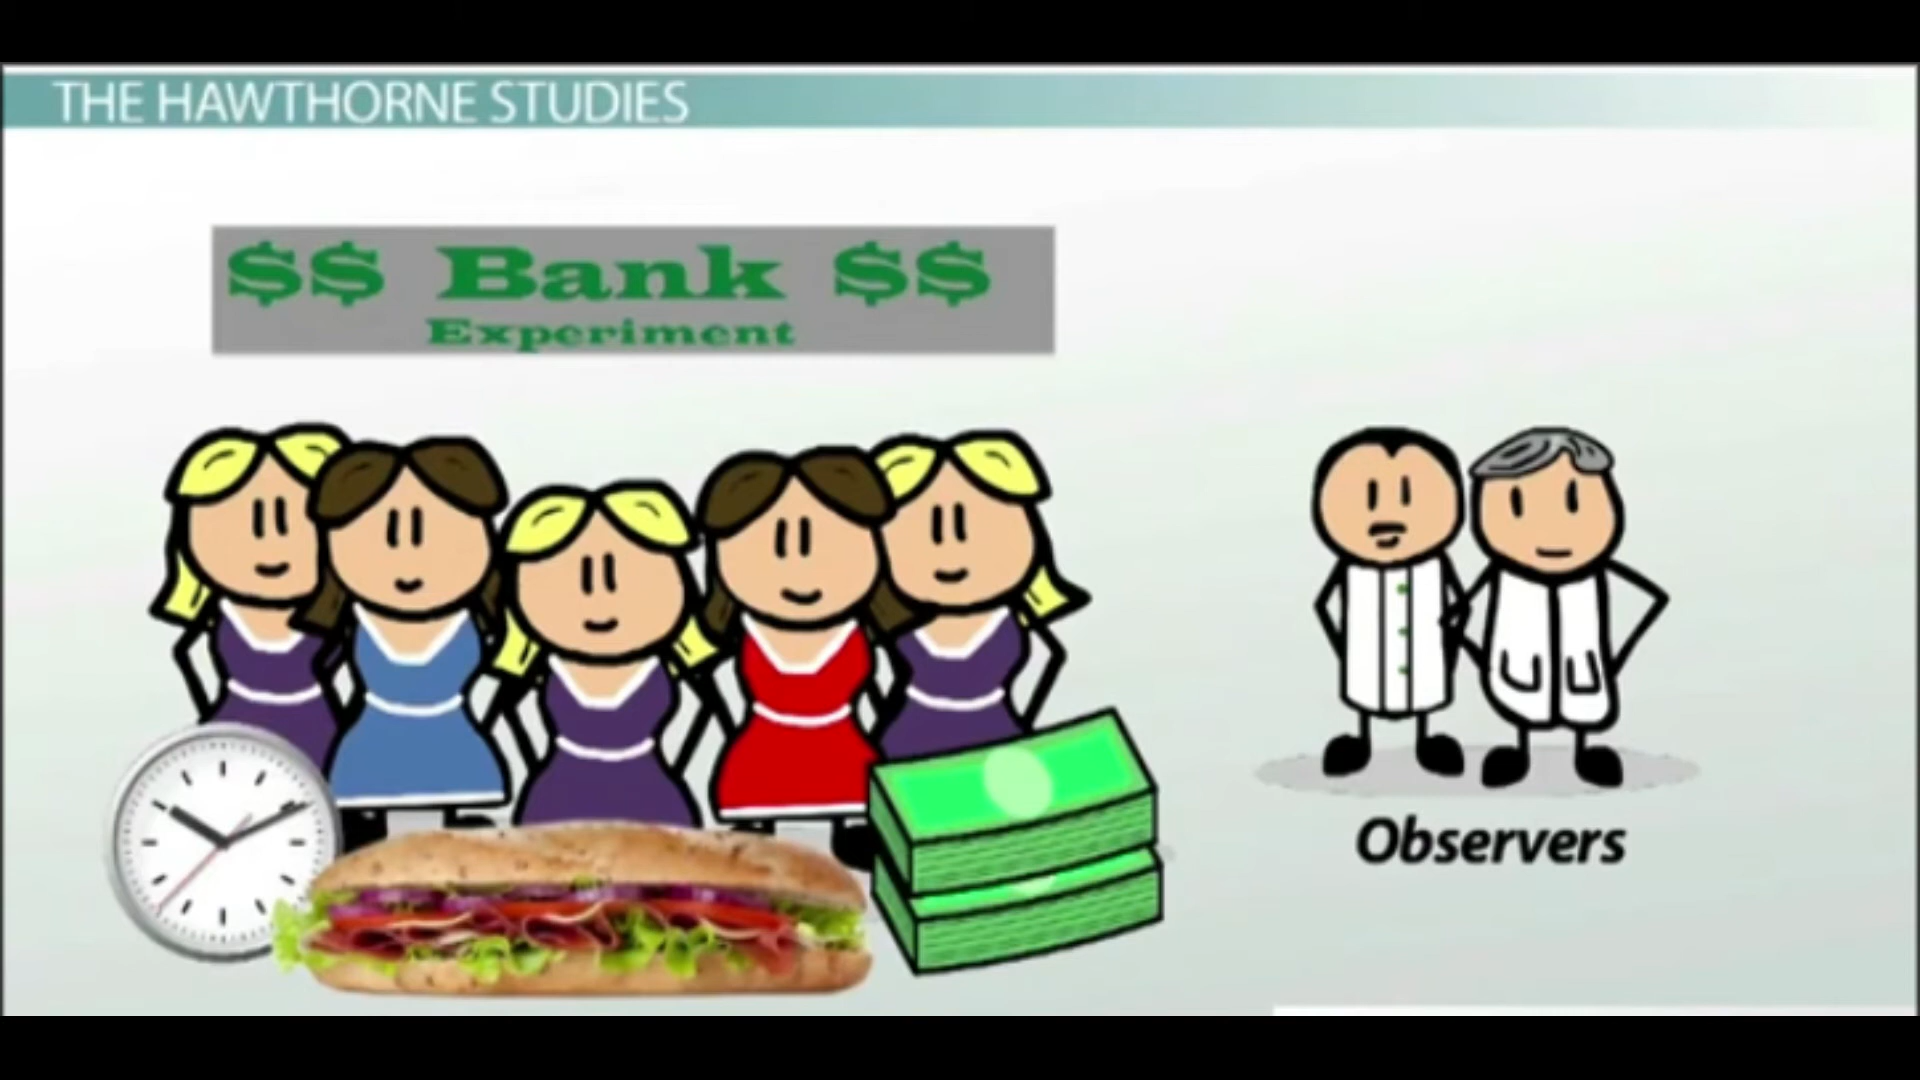 THE HAWTHORNE STUDIES
$$ Bank $$
Experiment
Observers